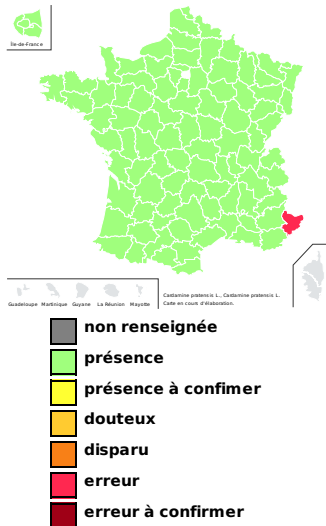 Île-de-France
Guadeloupe Martinique Guyane La Réunion Mayotte
Cardamine pratensis L., Cardamine pratensis L.
Carte en cours d'élaboration.
non renseignée
présence
présence à confimer
douteux
disparu
erreur
erreur à confirmer